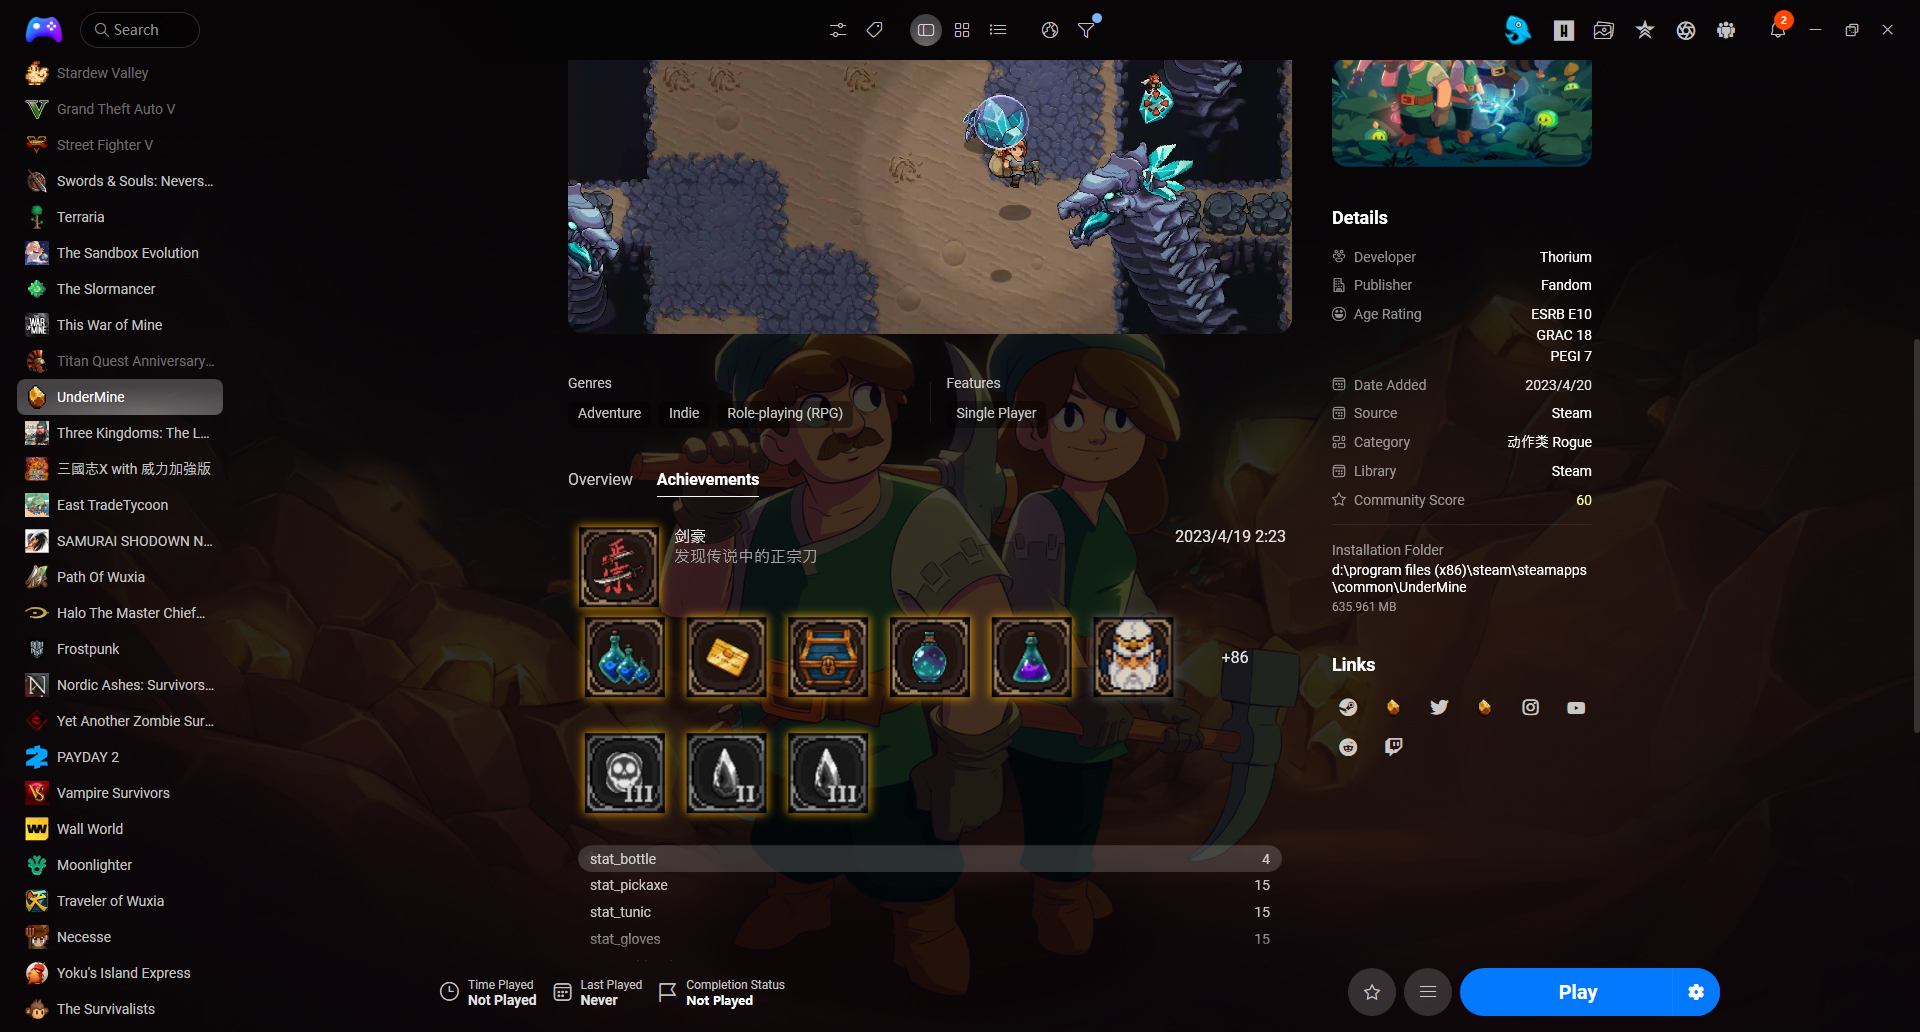 Search
2
Stardew Valley
Grand Theft Auto V
Street Fighter V
Swords & Souls: Nevers...
Terraria
The Sandbox Evolution
The Slormancer
This War of Mine
Titan Quest Anniversary...
UnderMine
Three Kingdoms: The L...
三國志X with 威力加強版
East TradeTycoon
SAMURAI SHODOWN N...
Path Of Wuxia
Halo The Master Chief...
Frostpunk
Nordic Ashes: Survivors...
Yet Another Zombie Sur...
PAYDAY 2
Vampire Survivors
Wall World
Moonlighter
Traveler of Wuxia
Necesse
Yoku's Island Express
The Survivalists
Genres
Adventure Indie Role-playing (RPG)
Features
Single Player
Overview Achievements
剑豪
发现传说中的正宗刀
2023/4/19 2:23
正宗
+86
III II III
stat_bottle 4
stat_pickaxe 15
stat_tunic 15
stat_gloves 15
Time Played
Not Played
Last Played
Never
Completion Status
Not Played
Details
Developer Thorium
Publisher Fandom
Age Rating ESRB E10
GRAC 18
PEGI 7
Date Added 2023/4/20
Source Steam
Category 动作类 Rogue
Library Steam
Community Score 60
Installation Folder
d:\program files (x86)\steam\steamapps
\common\UnderMine
635.961 MB
Links
Play